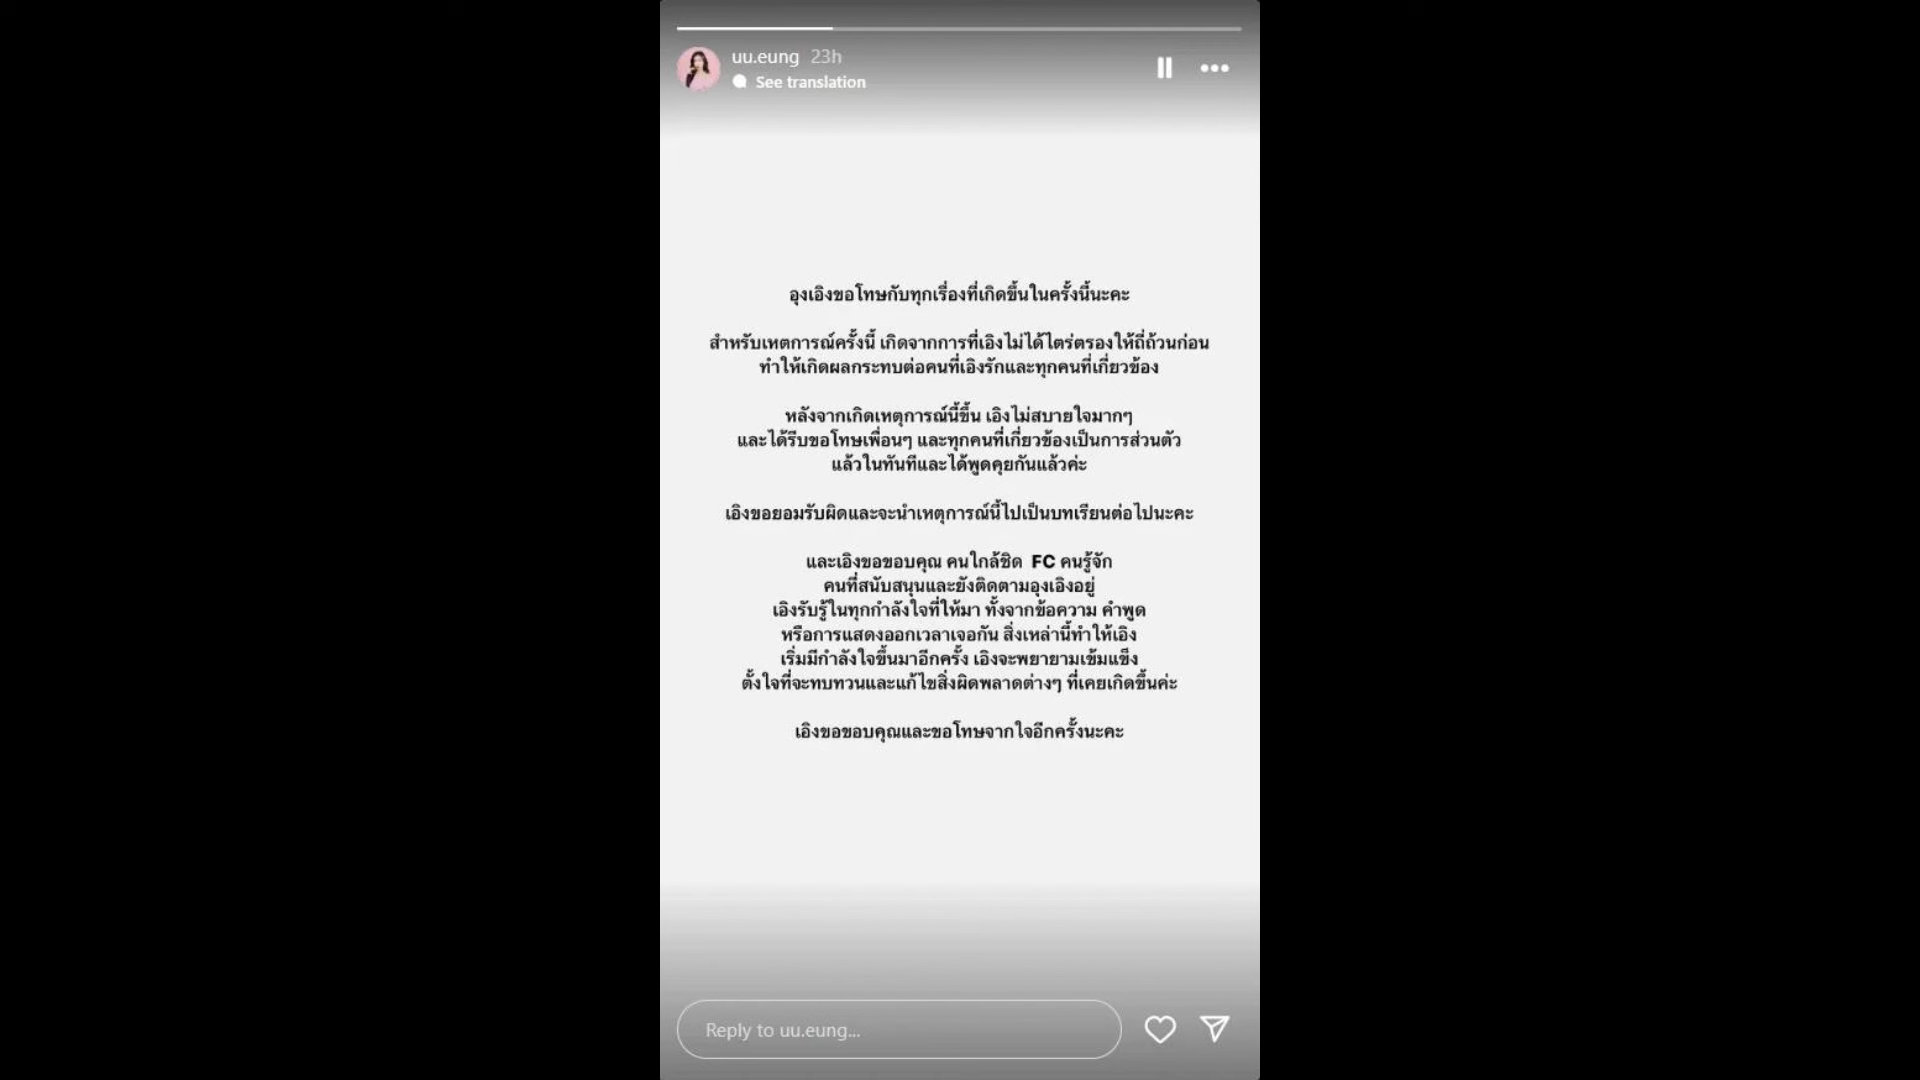 uu.eung 23h
See translation
อุงเอิงขอโทษกับทุกเรื่องที่เกิดขึ้นในครั้งนี้นะคะ
สำหรับเหตการณ์ครั้งนี้ เกิดจากการที่เอิงไม่ได้ไตร่ตรองให้ถี่ถ้วนก่อน
ทำให้เกิดผลกระทบต่อคนที่เอิงรักและทุกคนที่เกี่ยวข้อง
หลังจากเกิดเหตุการณ์นี้ขึ้น เอิงไม่สบายใจมากๆ
และได้รีบขอโทษเพื่อนๆ และทุกคนที่เกี่ยวข้องเป็นการส่วนตัว
แล้วในทันทีและได้พูดคุยกันแล้วค่ะ
เอิงขอยอมรับผิดและจะนำเหตุการณ์นี้ไปเป็นบทเรียนต่อไปนะคะ
และเอิงขอขอบคุณ คนใกล้ชิด FC คนรู้จัก
คนที่สนับสนุนและยังติดตามอุงเอิงอยู่
เอิงรับรู้ในทุกกำลังใจที่ให้มา ทั้งจากข้อความ คำพูด
หรือการแสดงออกเวลาเจอกัน สิ่งเหล่านี้ทำให้เอิง
เริ่มมีกำลังใจขึ้นมาอีกครั้ง เอิงจะพยายามเข้มแข็ง
ตั้งใจที่จะทบทวนและแก้ไขสิ่งผิดพลาดต่างๆ ที่เคยเกิดขึ้นค่ะ
เอิงขอขอบคุณและขอโทษจากใจอีกครั้งนะคะ
Reply to uu.eung...